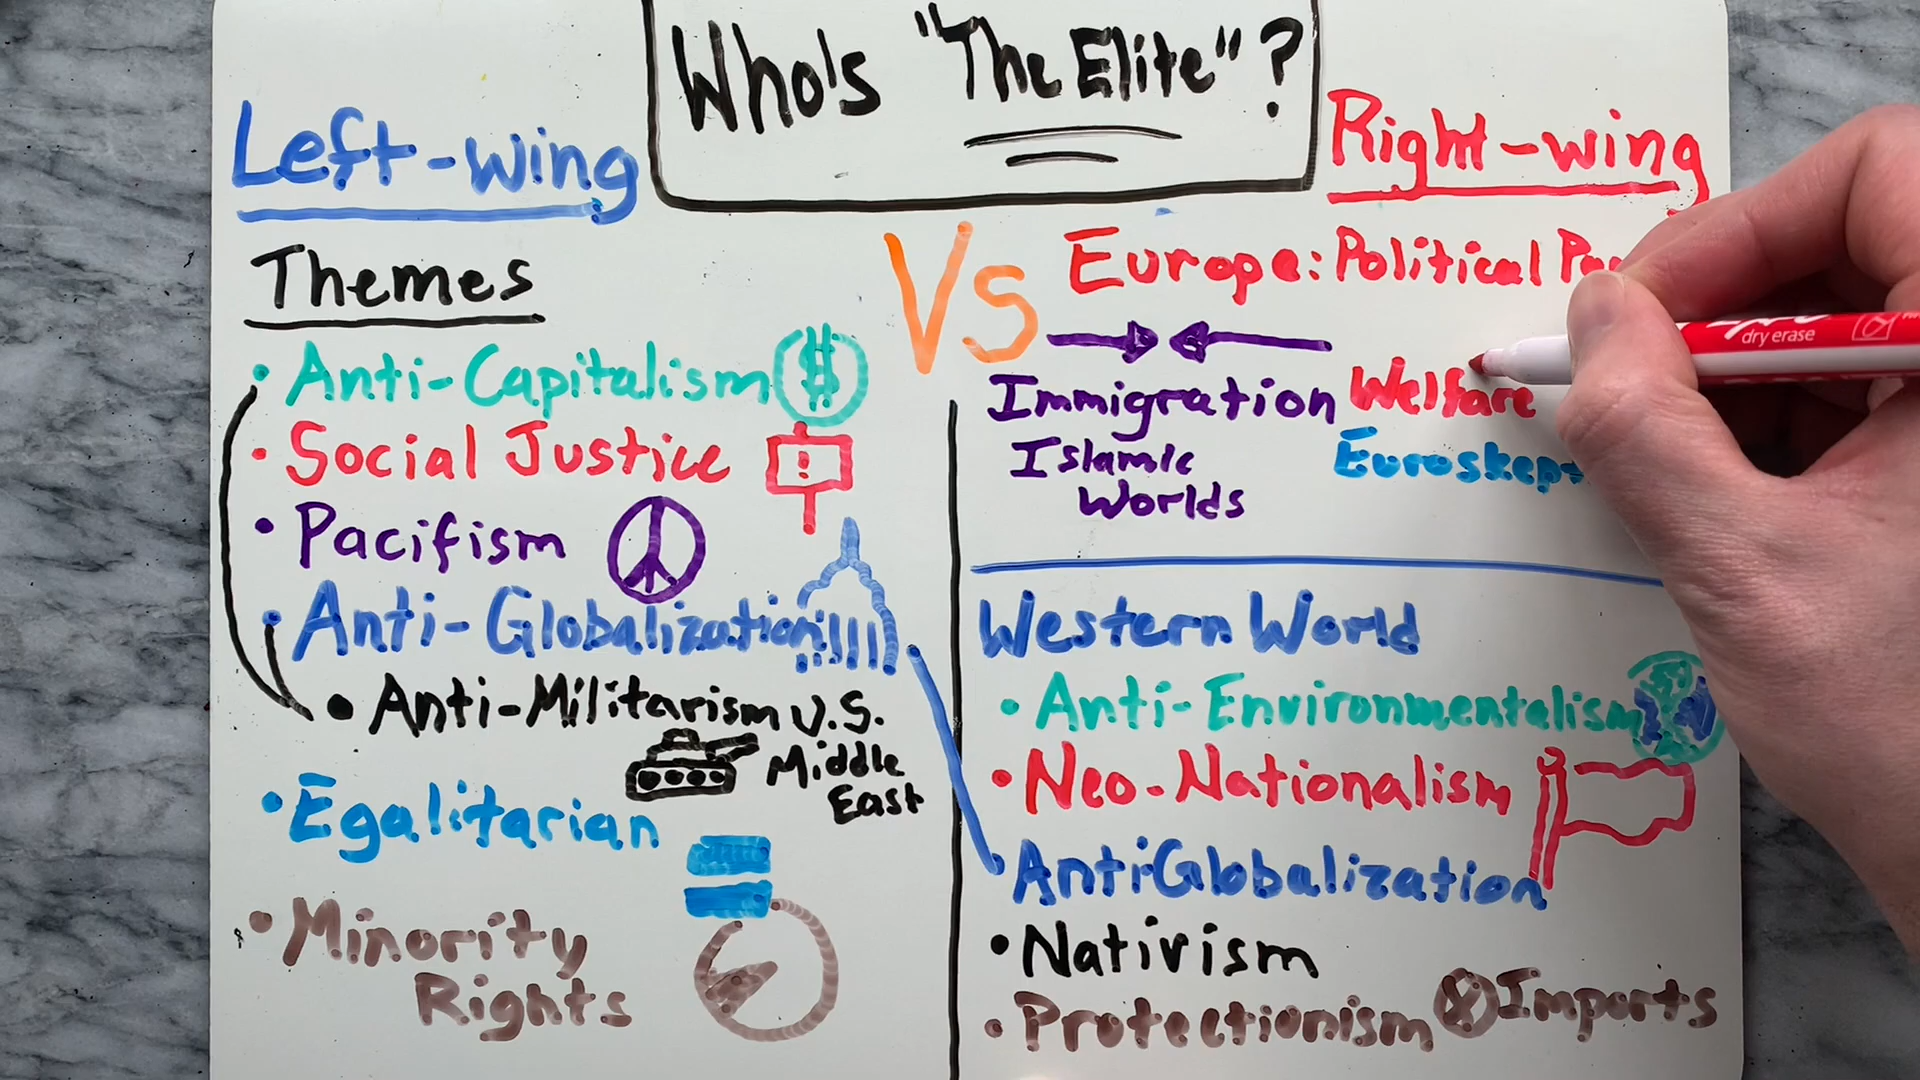 Who's "The Elite"?
Left-wing
Themes
• Anti-Capitalism $
• Social Justice !
• Pacifism
• Anti-Globalization
• Anti-Militarism U.S.
Middle
East
• Egalitarian
• Minority
Rights
Vs
Right-wing
Europe: Political
Immigration
Islamic
Worlds
Welfare
Western World
• Anti-Environmentalism
• Neo-Nationalism
AntiGlobalization
• Nativism
• Protectionism Imports
dry erase